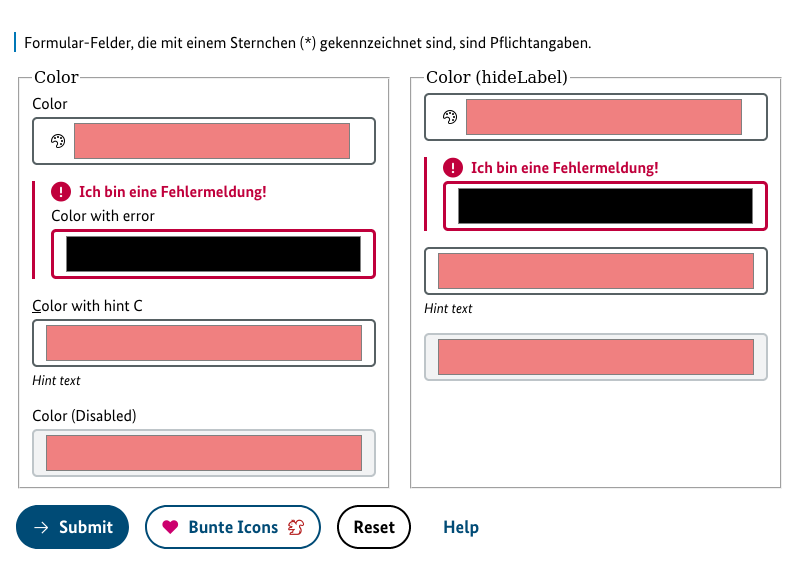 Formular-Felder, die mit einem Sternchen (*) gekennzeichnet sind, sind Pflichtangaben.
Color
Color
Ich bin eine Fehlermeldung!
Color with error
Color with hint C
Hint text
Color (Disabled)
Color (hideLabel)
Ich bin eine Fehlermeldung!
Hint text
Submit
Bunte Icons
Reset
Help